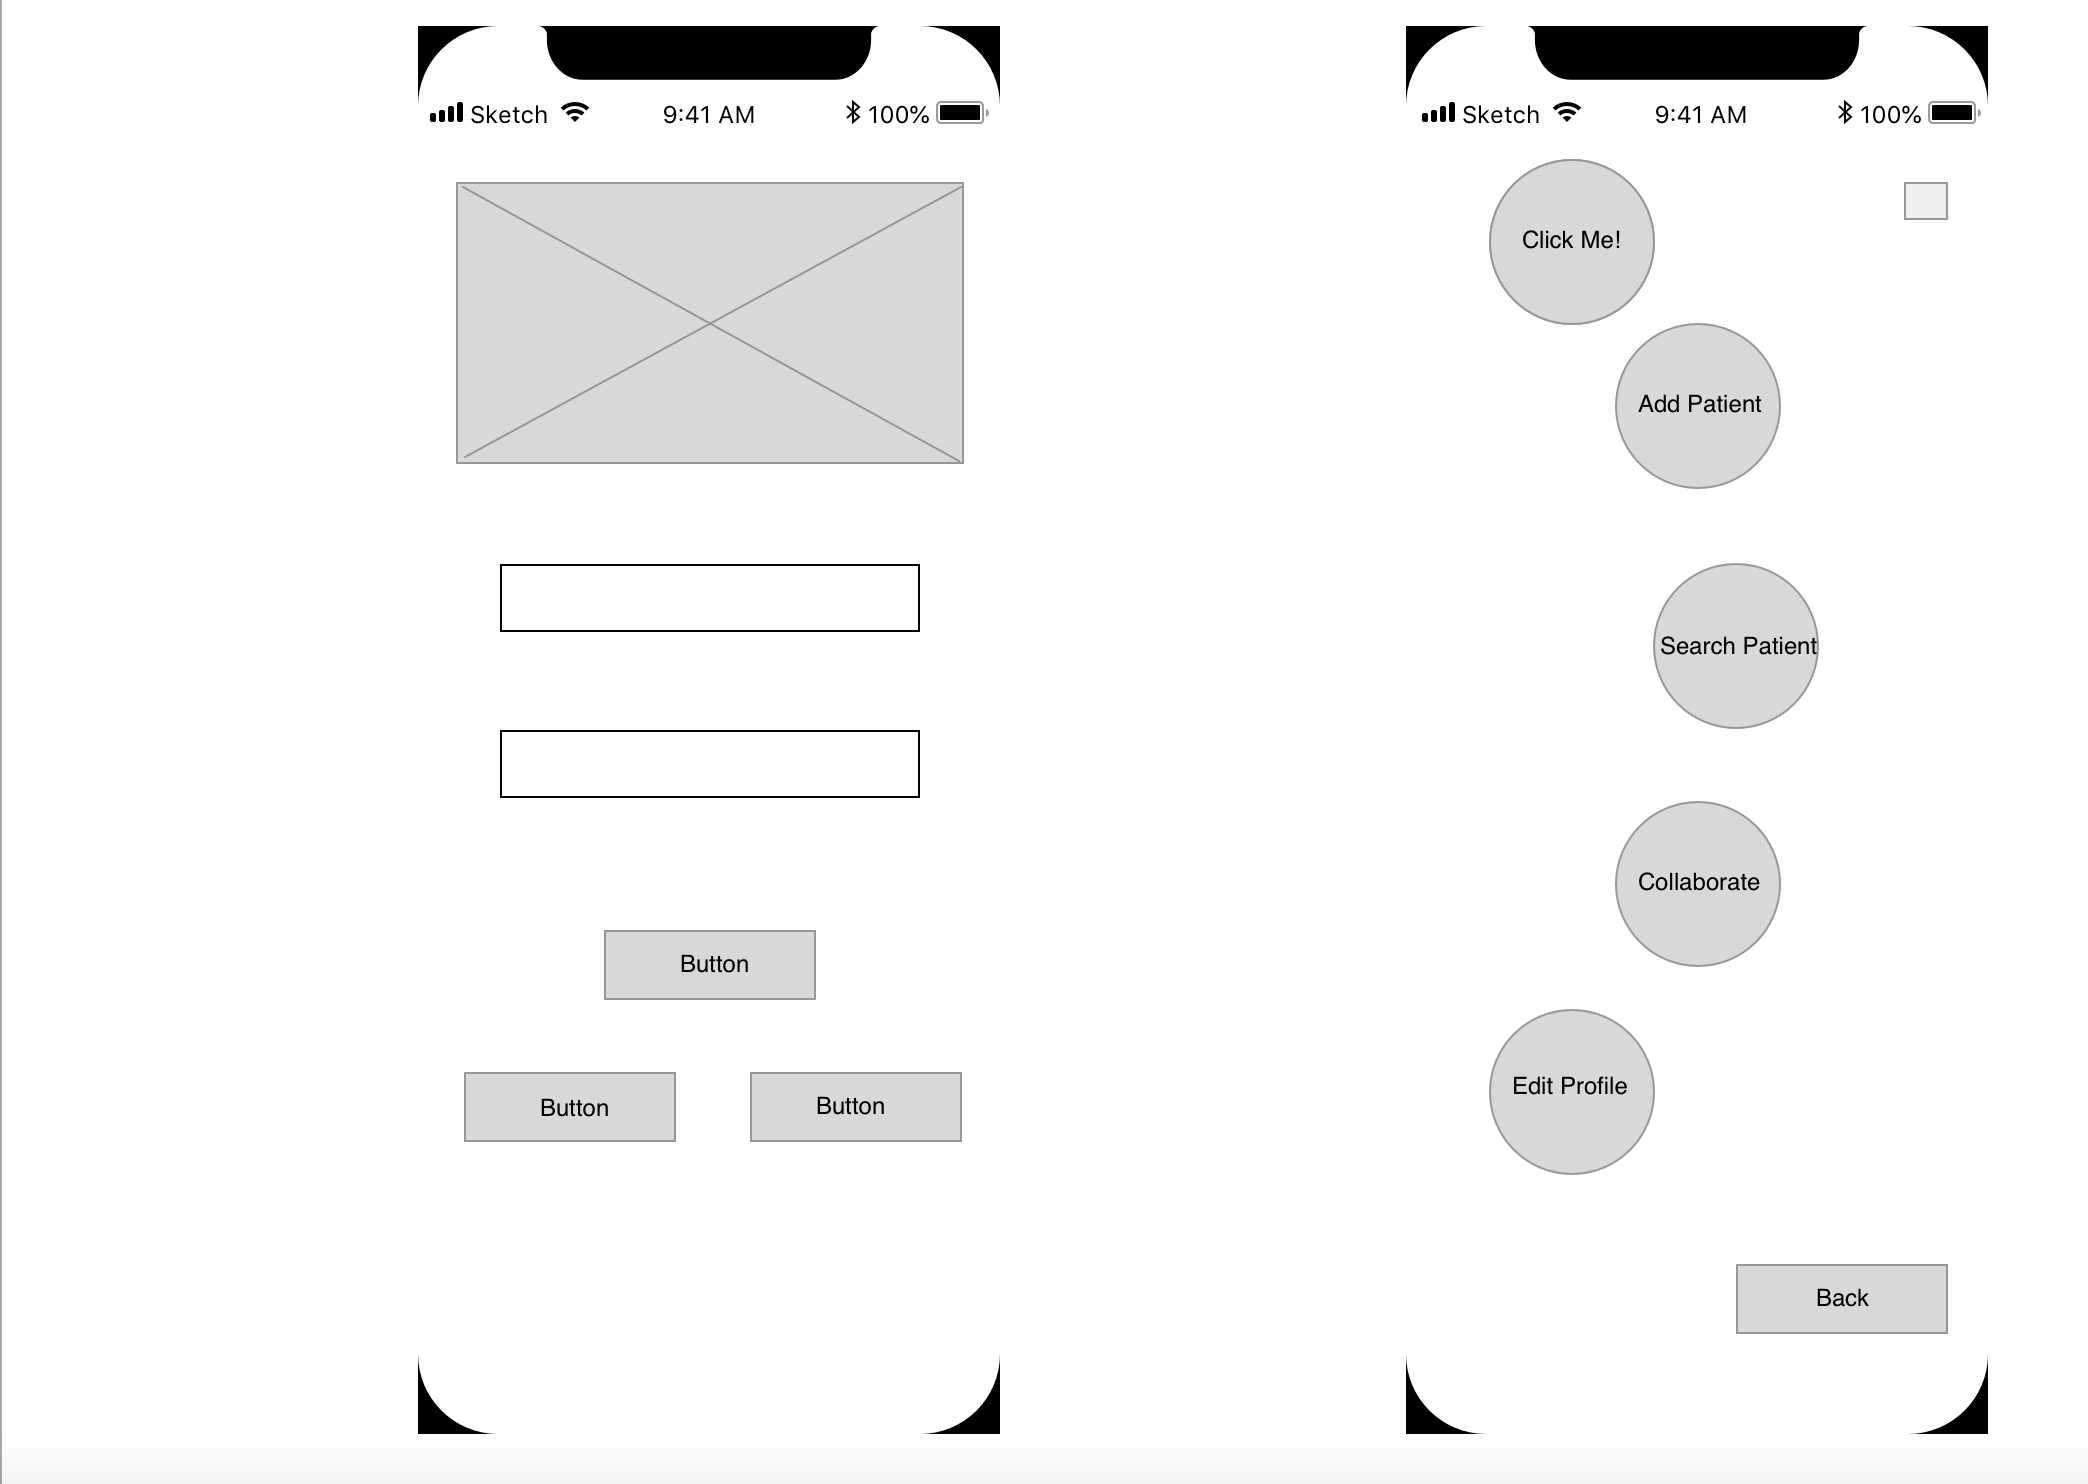 Sketch 9:41 AM 100%
Button
Button Button
Sketch 9:41 AM 100%
Click Me!
Add Patient
Search Patient
Collaborate
Edit Profile
Back